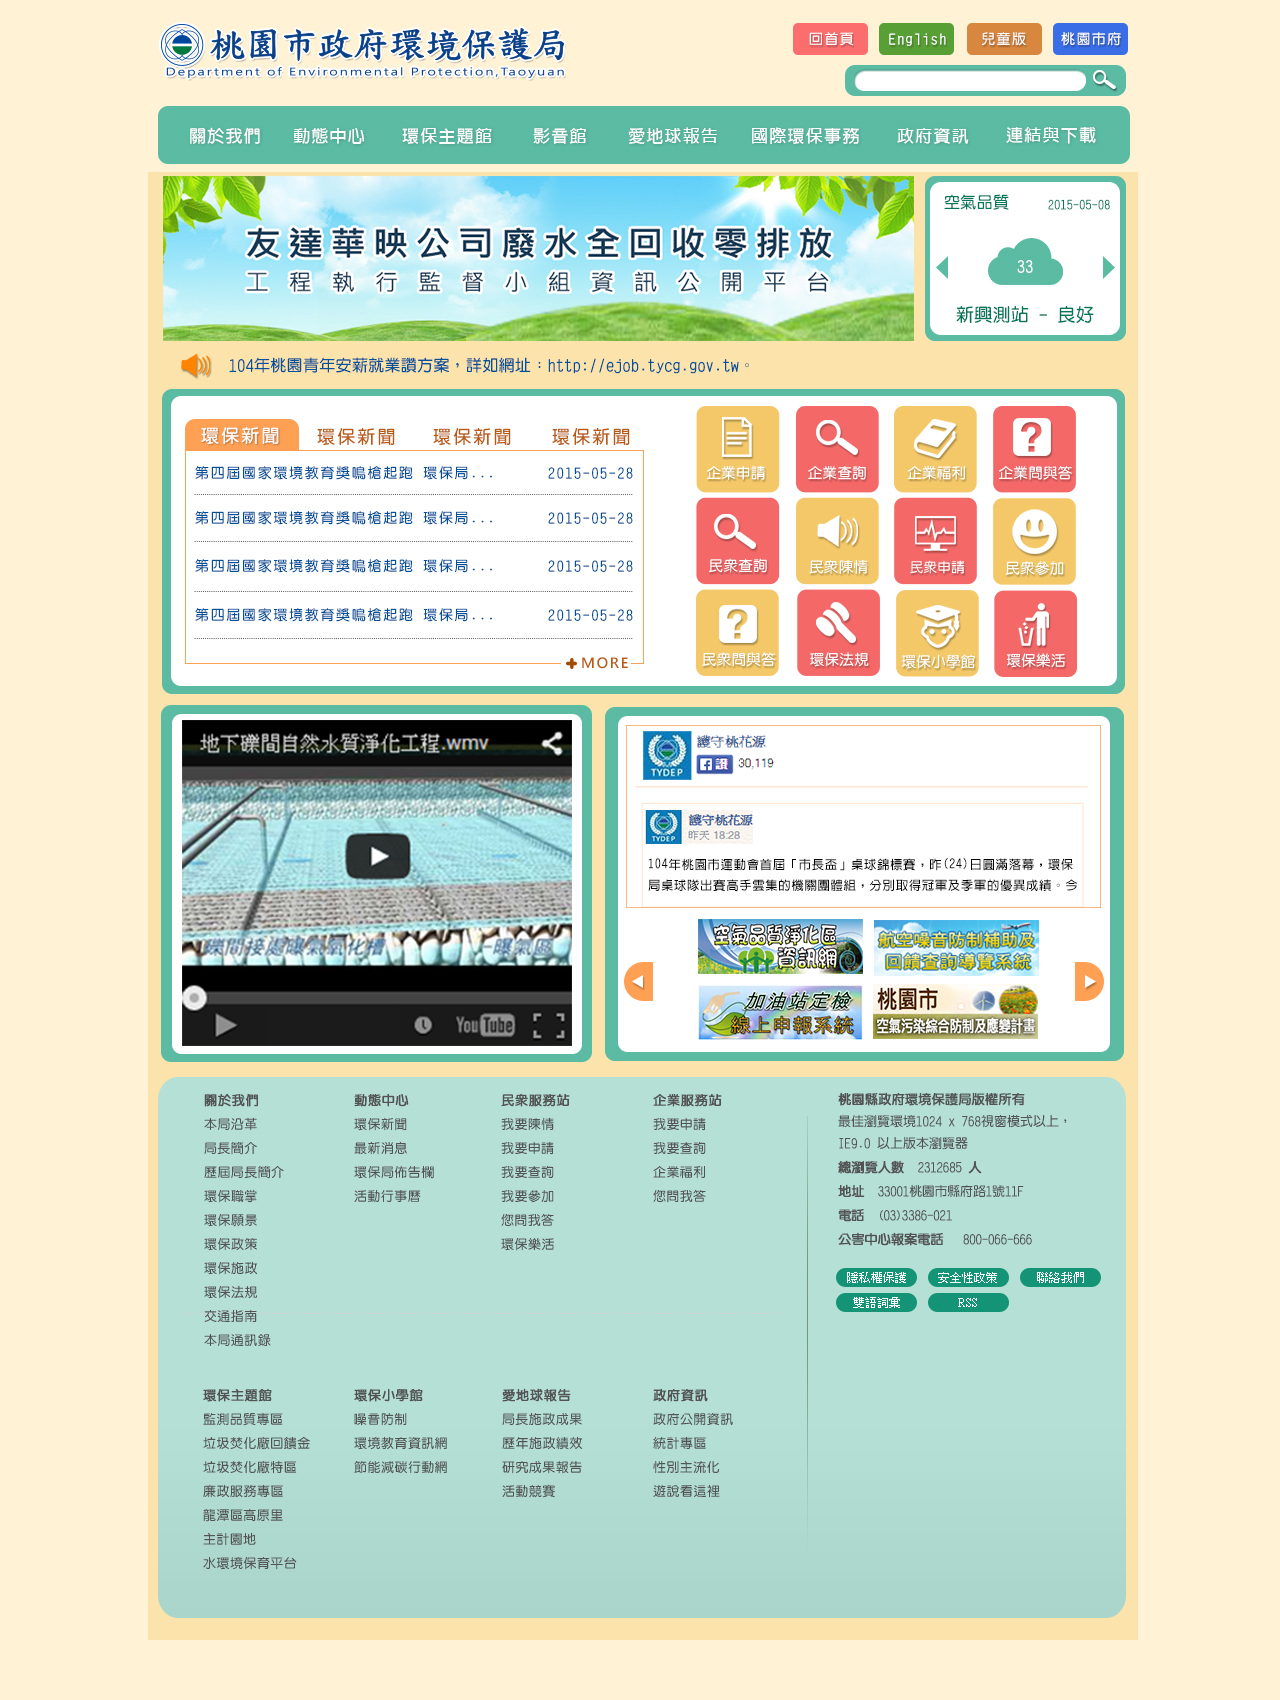 桃園市政府環境保護局
Department of Environmental Protection,Taoyuan
回首頁 English 兒童版 桃園市府
關於我們 動態中心 環保主題館 影音館 愛地球報告 國際環保事務 政府資訊 連結與下載
友達華映公司廢水全回收零排放
工程執行監督小組資訊公開平台
空氣品質 2015-05-08
33
新興測站 - 良好
104年桃園青年安薪就業讚方案，詳如網址：http://ejob.tycg.gov.tw。
環保新聞 環保新聞 環保新聞 環保新聞
第四屆國家環境教育獎鳴槍起跑 環保局... 2015-05-28
第四屆國家環境教育獎鳴槍起跑 環保局... 2015-05-28
第四屆國家環境教育獎鳴槍起跑 環保局... 2015-05-28
第四屆國家環境教育獎鳴槍起跑 環保局... 2015-05-28
MORE
企業申請 企業查詢 企業福利 企業問與答
民眾查詢 民眾陳情 民眾申請 民眾參加
民眾問與答 環保法規 環保小學館 環保樂活
地下礫間自然水質淨化工程.wmv
礫間接處曝氣氧化槽 曝氣區
YouTube
TYDEP
護守桃花源
讚 30,119
TYDEP
護守桃花源
昨天 18:28
104年桃園市運動會首屆「市長盃」桌球錦標賽，昨(24)日圓滿落幕，環保
局桌球隊出賽高手雲集的機關團體組，分別取得冠軍及季軍的優異成績。今
空氣品質淨化區
資訊網
航空噪音防制補助及
回饋查詢導覽系統
加油站定檢
線上申報系統
桃園市
空氣污染綜合防制及應變計畫
關於我們
本局沿革
局長簡介
歷屆局長簡介
環保職掌
環保願景
環保政策
環保施政
環保法規
交通指南
本局通訊錄
動態中心
環保新聞
最新消息
環保局佈告欄
活動行事曆
民眾服務站
我要陳情
我要申請
我要查詢
我要參加
您問我答
環保樂活
企業服務站
我要申請
我要查詢
企業福利
您問我答
環保主題館
監測品質專區
垃圾焚化廠回饋金
垃圾焚化廠特區
廉政服務專區
龍潭區高原里
主計園地
水環境保育平台
環保小學館
噪音防制
環境教育資訊網
節能減碳行動網
愛地球報告
局長施政成果
歷年施政績效
研究成果報告
活動競賽
政府資訊
政府公開資訊
統計專區
性別主流化
遊說看這裡
桃園縣政府環境保護局版權所有
最佳瀏覽環境1024 x 768視窗模式以上，
IE9.0 以上版本瀏覽器
總瀏覽人數 2312685 人
地址 33001桃園市縣府路1號11F
電話 (03)3386-021
公害中心報案電話 800-066-666
隱私權保護 安全性政策 聯絡我們
雙語詞彙 RSS